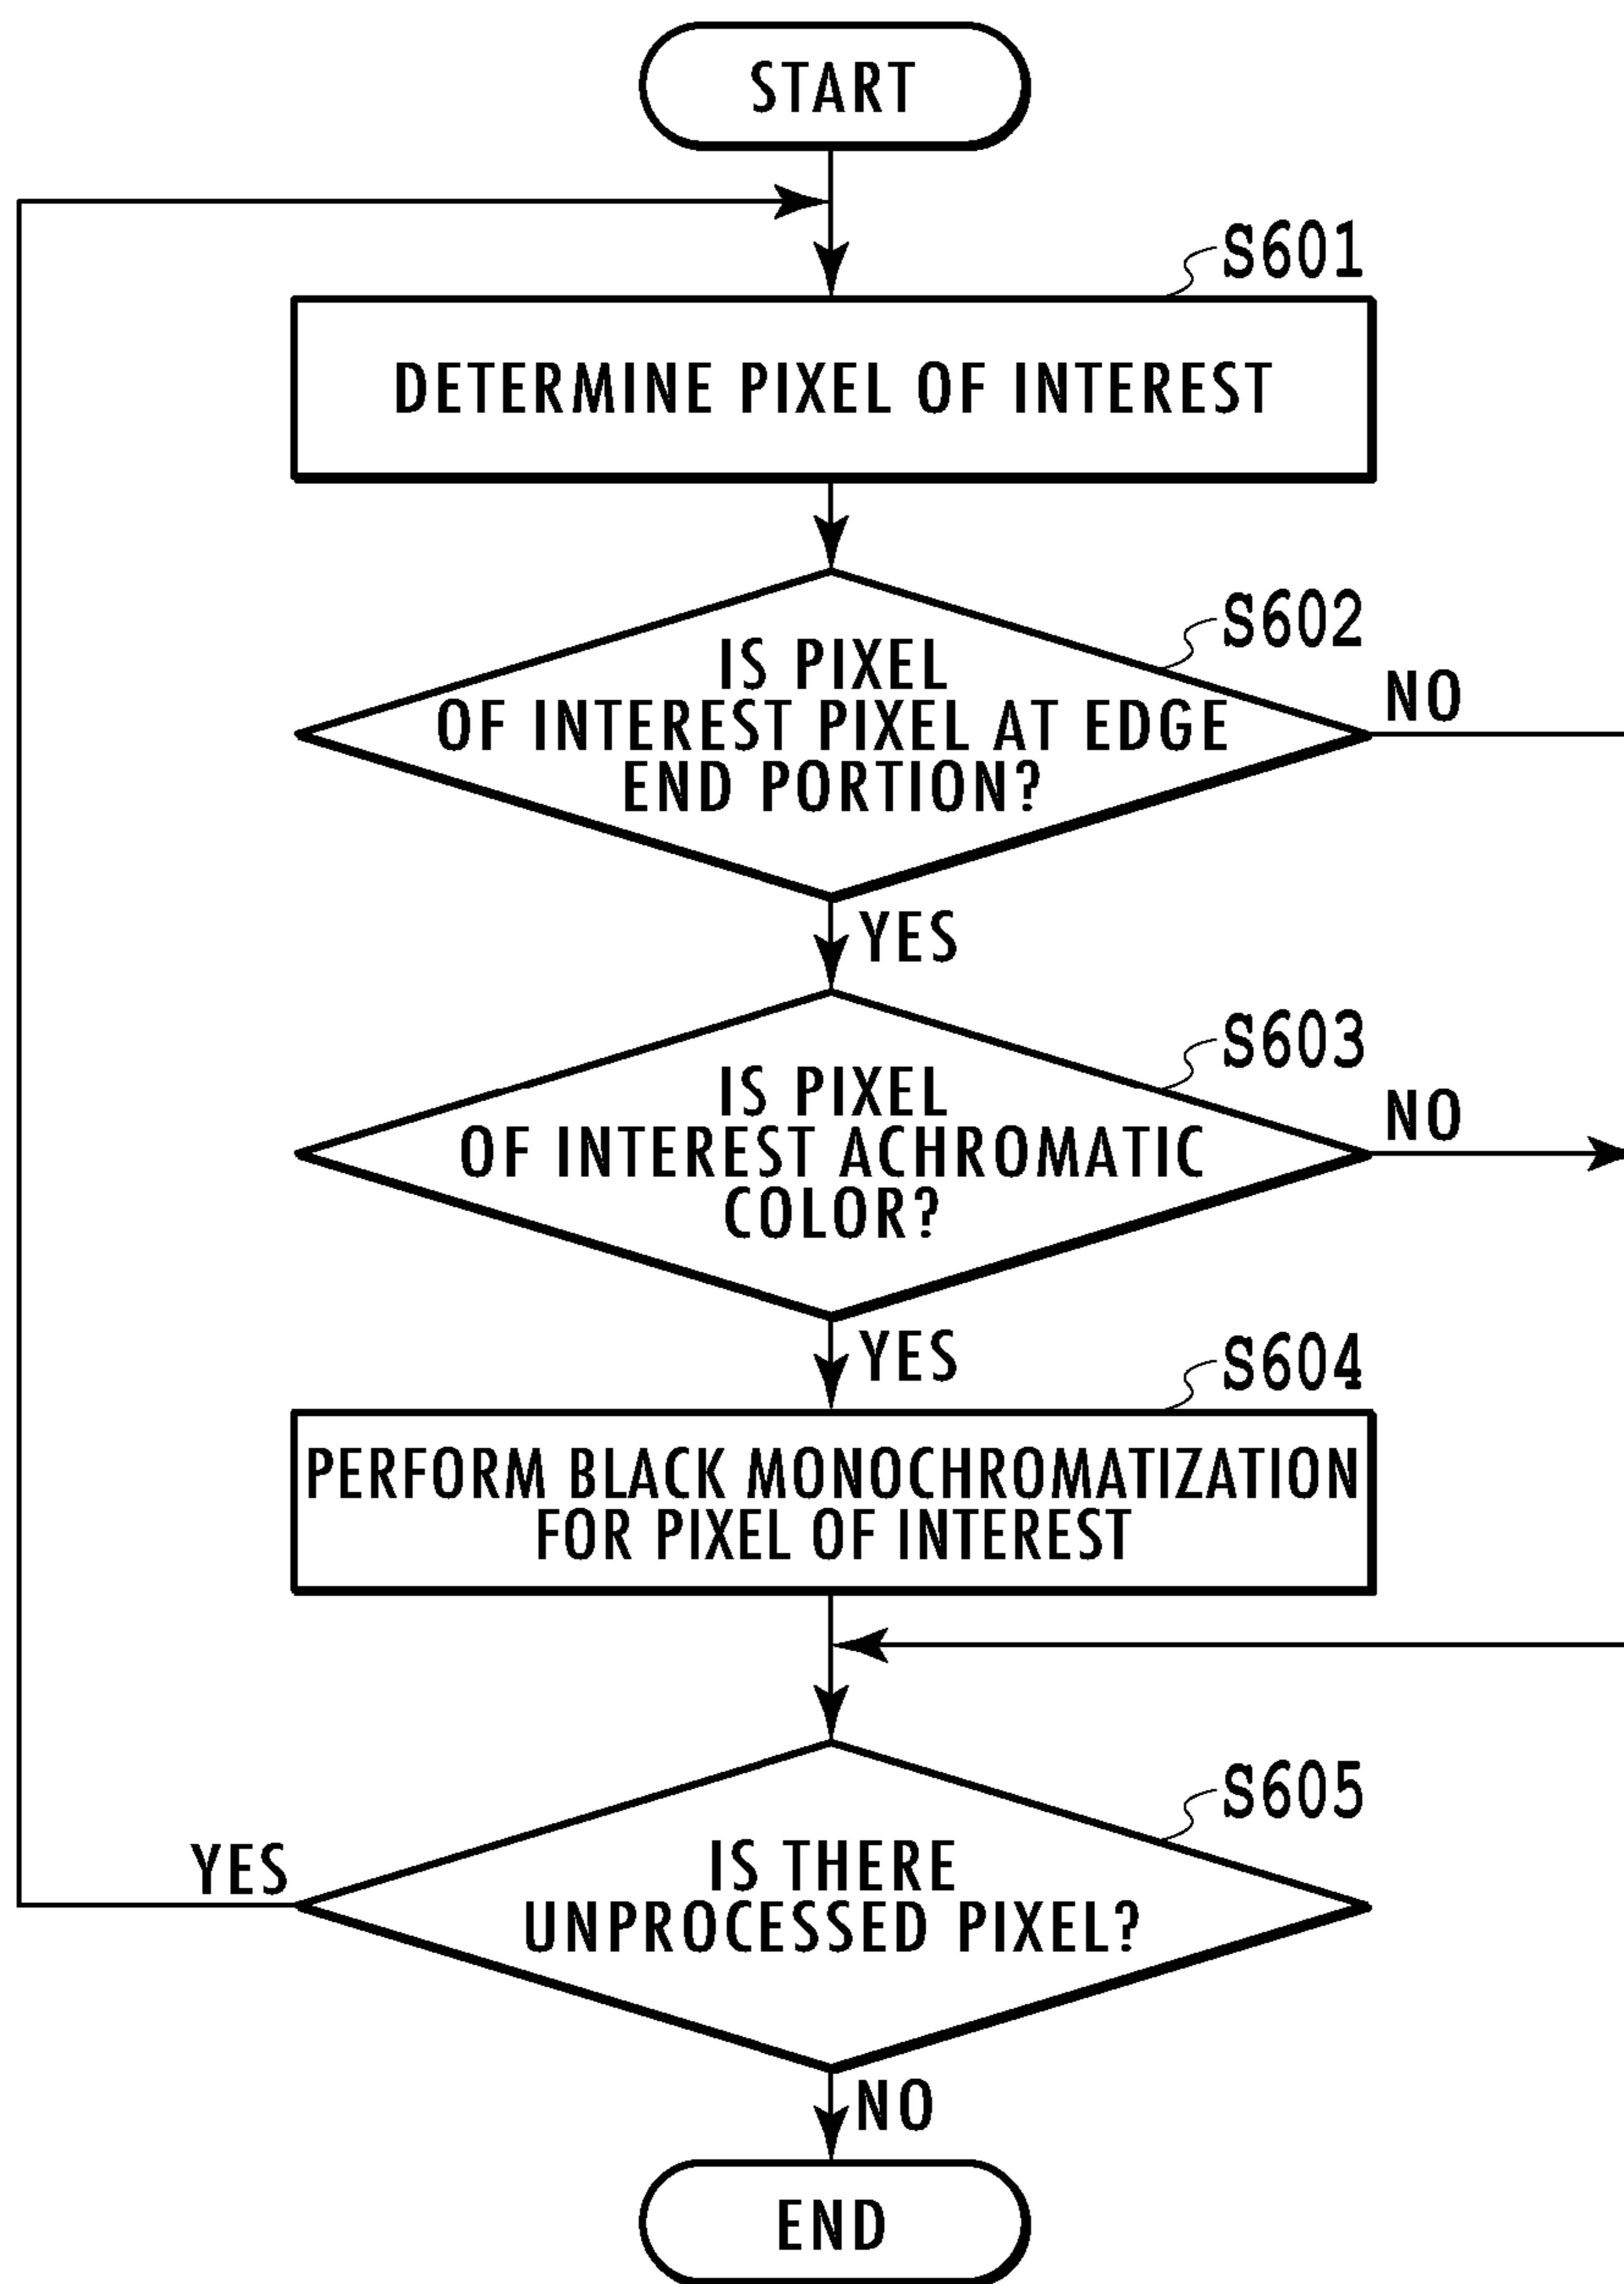 START
S601
DETERMINE PIXEL OF INTEREST
S602
IS PIXEL
OF INTEREST PIXEL AT EDGE
END PORTION?
NO
YES
S603
IS PIXEL
OF INTEREST ACHROMATIC
COLOR?
NO
YES
S604
PERFORM BLACK MONOCHROMATIZATION
FOR PIXEL OF INTEREST
S605
IS THERE
UNPROCESSED PIXEL?
YES
NO
END